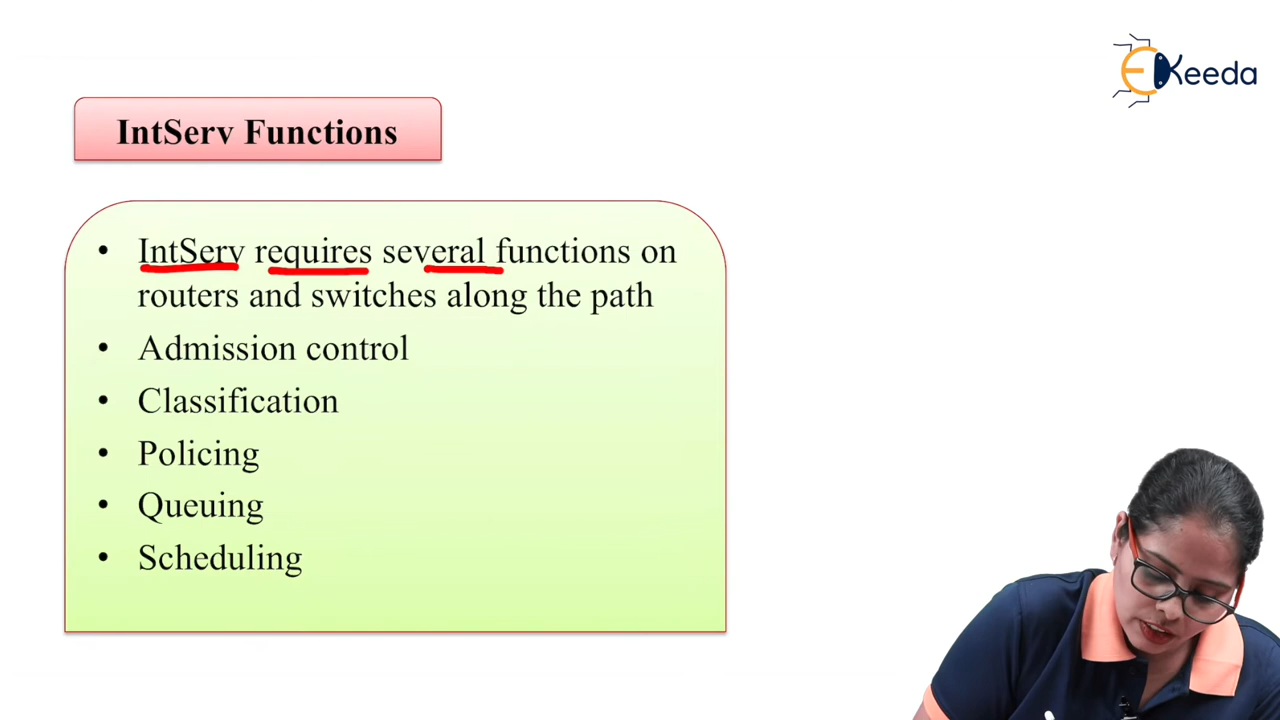 EKeeda
IntServ Functions
• IntServ requires several functions on
routers and switches along the path
• Admission control
• Classification
• Policing
• Queuing
• Scheduling